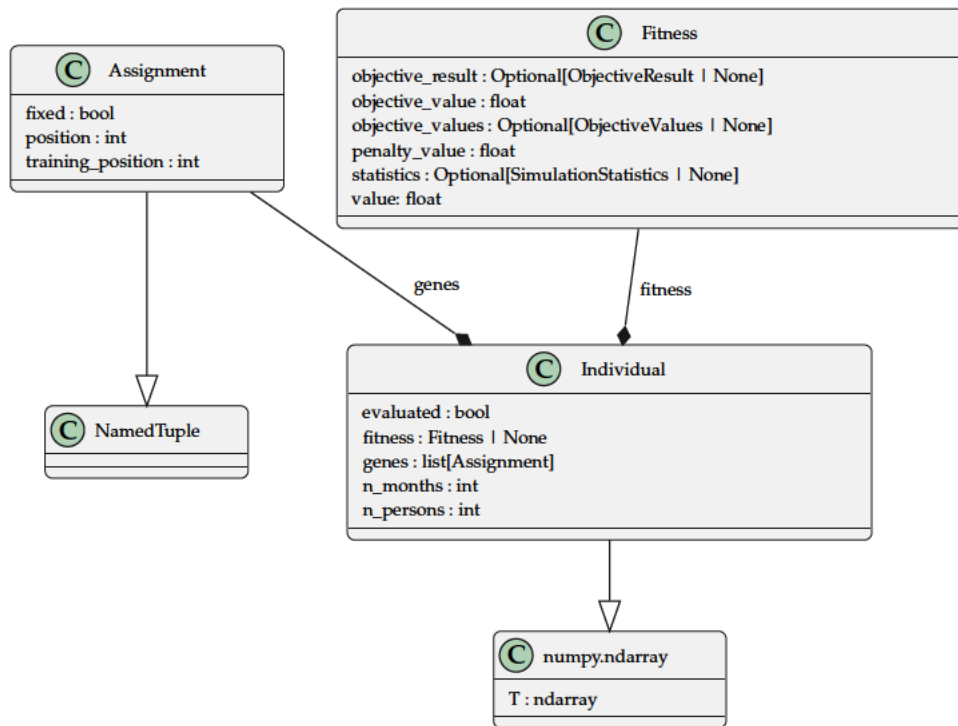 C Assignment
fixed : bool
position : int
training_position : int
C Fitness
objective_result : Optional[ObjectiveResult | None]
objective_value : float
objective_values : Optional[ObjectiveValues | None]
penalty_value : float
statistics : Optional[SimulationStatistics | None]
value: float
genes
fitness
C NamedTuple
C Individual
evaluated : bool
fitness : Fitness | None
genes : list[Assignment]
n_months : int
n_persons : int
C numpy.ndarray
T : ndarray